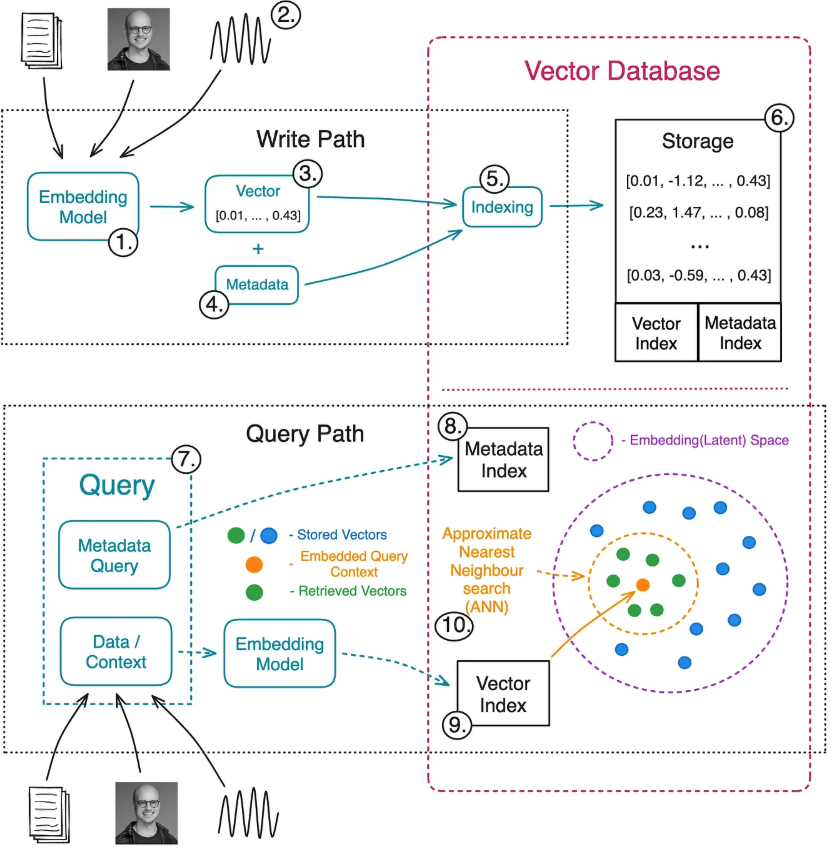 2.
Vector Database
Write Path
6.
Storage
3.
5.
Embedding
Model
Vector
[0.01, ... , 0.43]
Indexing
[0.01, -1.12, ... , 0.43]
[0.23, 1.47, ... , 0.08]
...
[0.03, -0.59, ... , 0.43]
1.
+
4.
Metadata
Vector
Index
Metadata
Index
Query Path
7.
8.
Metadata
Index
- Embedding(Latent) Space
Query
Metadata
Query
/
- Stored Vectors
- Embedded Query
Context
- Retrieved Vectors
Approximate
Nearest
Neighbour
search
(ANN)
10.
Data /
Context
Embedding
Model
Vector
Index
9.